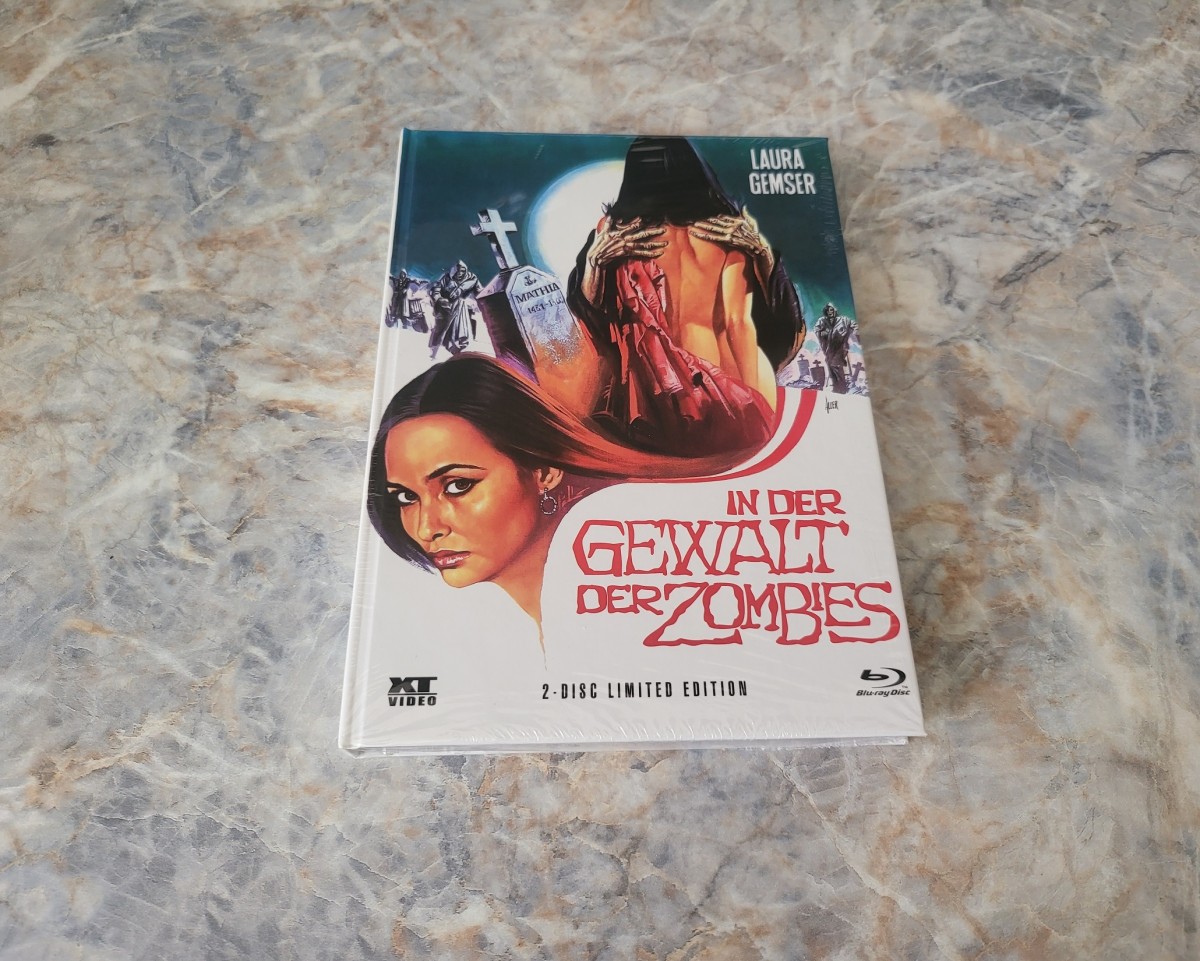 LAURA
GEMSER
MATHIA
IN DER
GEWALT
DER ZOMBIES
XT
VIDEO
2-DISC LIMITED EDITION
Blu-ray Disc